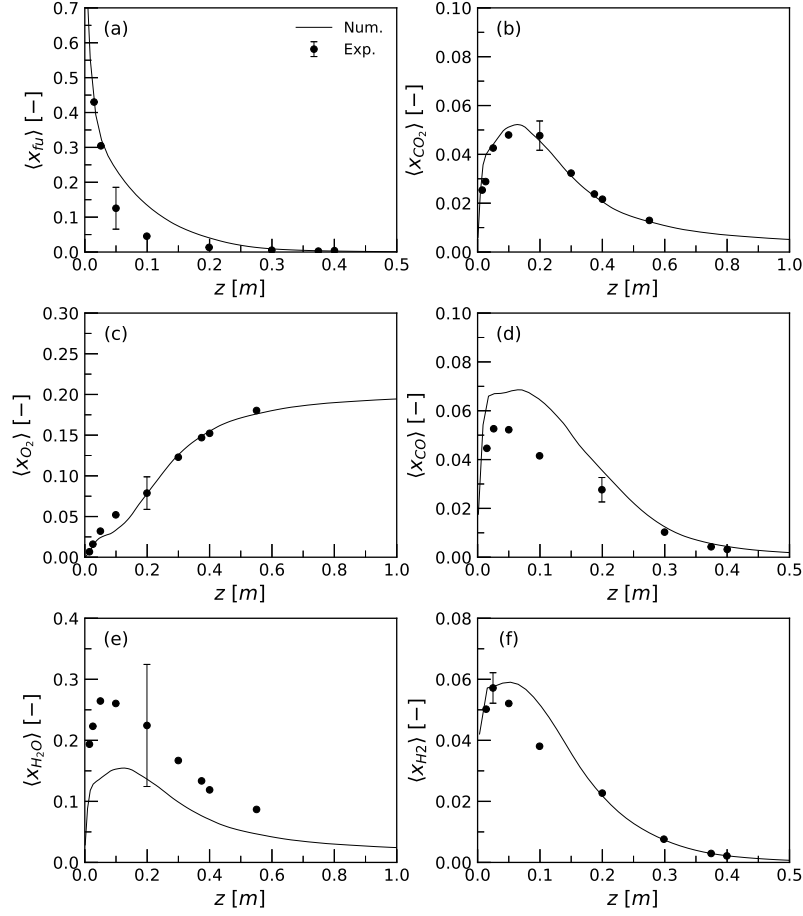 (a)
Num.
Exp.
0.7
0.6
0.5
0.4
0.3
0.2
0.1
0.0
⟨x_fu⟩ [−]
0.0 0.1 0.2 0.3 0.4 0.5
z [m]
(b)
0.10
0.08
0.06
0.04
0.02
0.00
⟨x_CO₂⟩ [−]
0.0 0.2 0.4 0.6 0.8 1.0
z [m]
(c)
0.30
0.25
0.20
0.15
0.10
0.05
0.00
⟨x_O₂⟩ [−]
0.0 0.2 0.4 0.6 0.8 1.0
z [m]
(d)
0.10
0.08
0.06
0.04
0.02
0.00
⟨x_CO⟩ [−]
0.0 0.1 0.2 0.3 0.4 0.5
z [m]
(e)
0.4
0.3
0.2
0.1
0.0
⟨x_H₂O⟩ [−]
0.0 0.2 0.4 0.6 0.8 1.0
z [m]
(f)
0.08
0.06
0.04
0.02
0.00
⟨x_H2⟩ [−]
0.0 0.1 0.2 0.3 0.4 0.5
z [m]